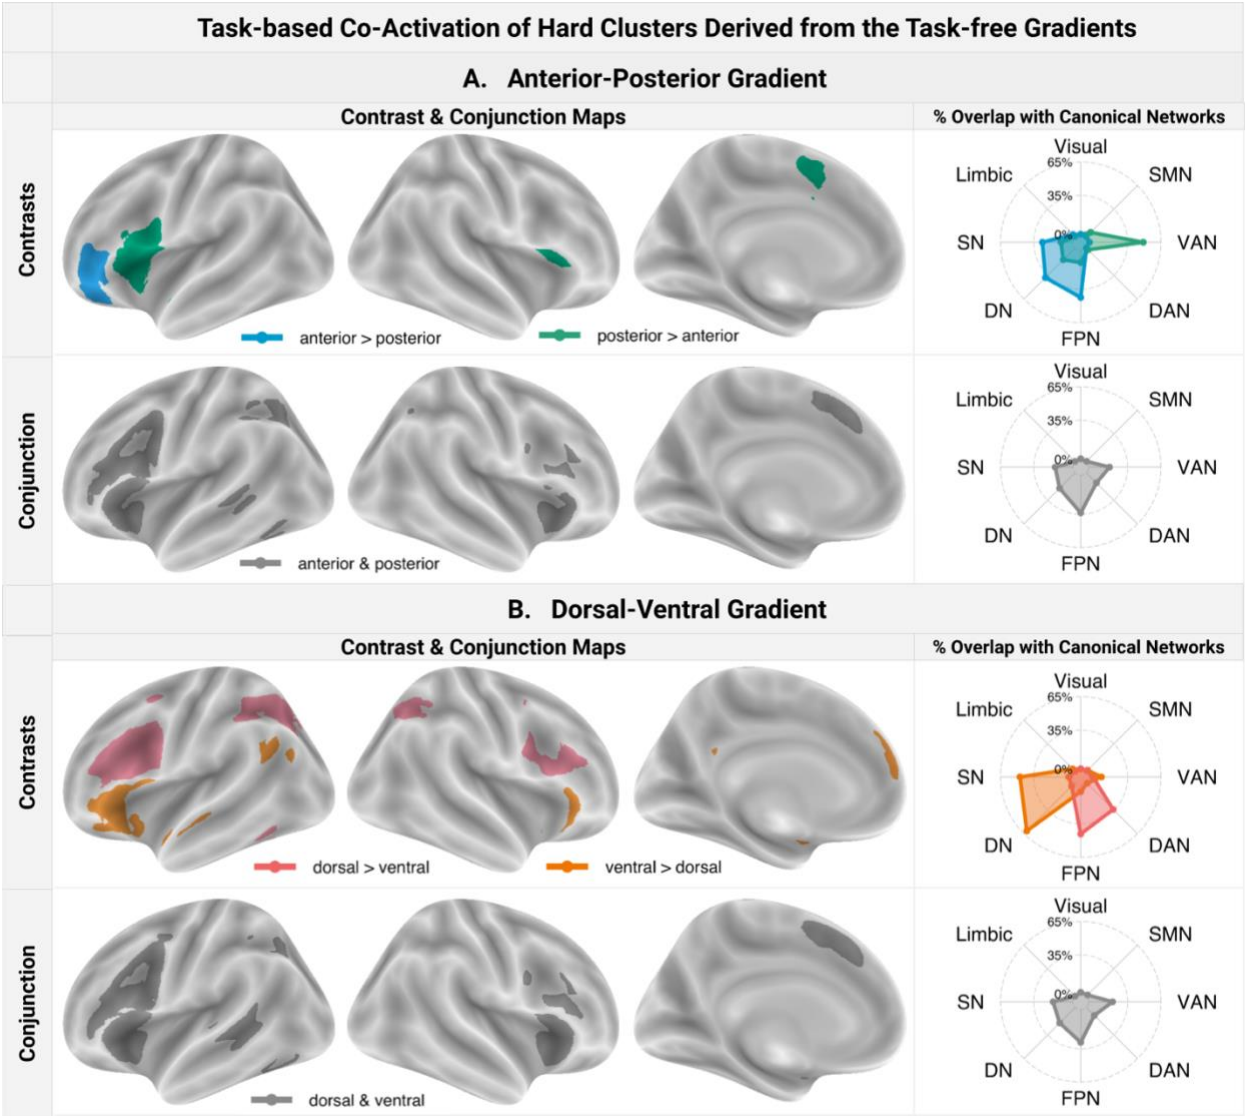 Task-based Co-Activation of Hard Clusters Derived from the Task-free Gradients
A. Anterior-Posterior Gradient
Contrast & Conjunction Maps
% Overlap with Canonical Networks
Contrasts
anterior > posterior
posterior > anterior
Visual
65%
Limbic
SMN
35%
0%
SN
VAN
DN
DAN
FPN
Conjunction
anterior & posterior
Visual
65%
Limbic
SMN
35%
0%
SN
VAN
DN
DAN
FPN
B. Dorsal-Ventral Gradient
Contrast & Conjunction Maps
% Overlap with Canonical Networks
Contrasts
dorsal > ventral
ventral > dorsal
Visual
65%
Limbic
SMN
35%
0%
SN
VAN
DN
DAN
FPN
Conjunction
dorsal & ventral
Visual
65%
Limbic
SMN
35%
0%
SN
VAN
DN
DAN
FPN